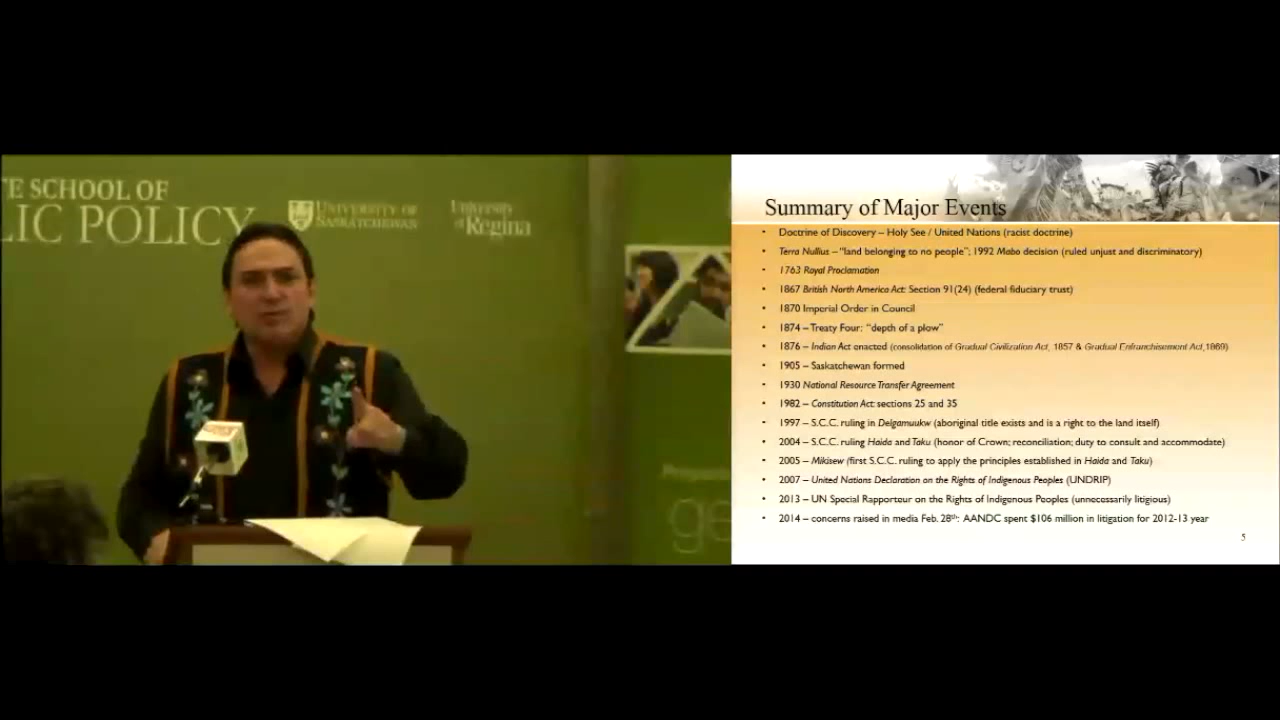 TE SCHOOL OF
LIC POLICY
UNIVERSITY OF
SASKATCHEWAN
University
of Regina
ge
Summary of Major Events
• Doctrine of Discovery – Holy See / United Nations (racist doctrine)
• Terra Nullius – “land belonging to no people”; 1992 Mabo decision (ruled unjust and discriminatory)
• 1763 Royal Proclamation
• 1867 British North America Act: Section 91(24) (federal fiduciary trust)
• 1870 Imperial Order in Council
• 1874 – Treaty Four: “depth of a plow”
• 1876 – Indian Act enacted (consolidation of Gradual Civilization Act, 1857 & Gradual Enfranchisement Act,1869)
• 1905 – Saskatchewan formed
• 1930 National Resource Transfer Agreement
• 1982 – Constitution Act: sections 25 and 35
• 1997 – S.C.C. ruling in Delgamuukw (aboriginal title exists and is a right to the land itself)
• 2004 – S.C.C. ruling Haida and Taku (honor of Crown; reconciliation; duty to consult and accommodate)
• 2005 – Mikisew (first S.C.C. ruling to apply the principles established in Haida and Taku)
• 2007 – United Nations Declaration on the Rights of Indigenous Peoples (UNDRIP)
• 2013 – UN Special Rapporteur on the Rights of Indigenous Peoples (unnecessarily litigious)
• 2014 – concerns raised in media Feb. 28th: AANDC spent $106 million in litigation for 2012-13 year
5